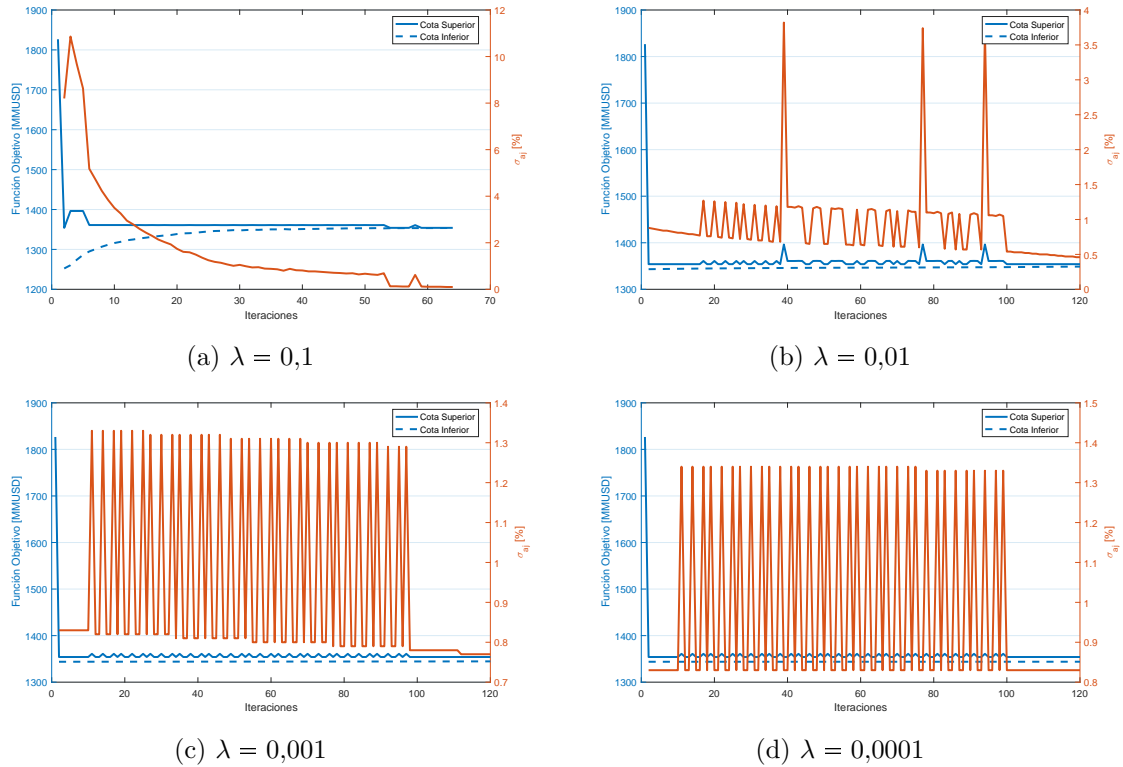 1900
1800
1700
1600
1500
1400
1300
1200
Función Objetivo [MMUSD]
12
10
8
6
4
2
0
σaj [%]
Cota Superior
Cota Inferior
0 10 20 30 40 50 60 70
Iteraciones
(a) λ = 0,1
1900
1800
1700
1600
1500
1400
1300
Función Objetivo [MMUSD]
4
3.5
3
2.5
2
1.5
1
0.5
0
σaj [%]
Cota Superior
Cota Inferior
0 20 40 60 80 100 120
Iteraciones
(b) λ = 0,01
1900
1800
1700
1600
1500
1400
1300
Función Objetivo [MMUSD]
1.4
1.3
1.2
1.1
1
0.9
0.8
0.7
σaj [%]
Cota Superior
Cota Inferior
0 20 40 60 80 100 120
Iteraciones
(c) λ = 0,001
1900
1800
1700
1600
1500
1400
1300
Función Objetivo [MMUSD]
1.5
1.4
1.3
1.2
1.1
1
0.9
0.8
σaj [%]
Cota Superior
Cota Inferior
0 20 40 60 80 100 120
Iteraciones
(d) λ = 0,0001